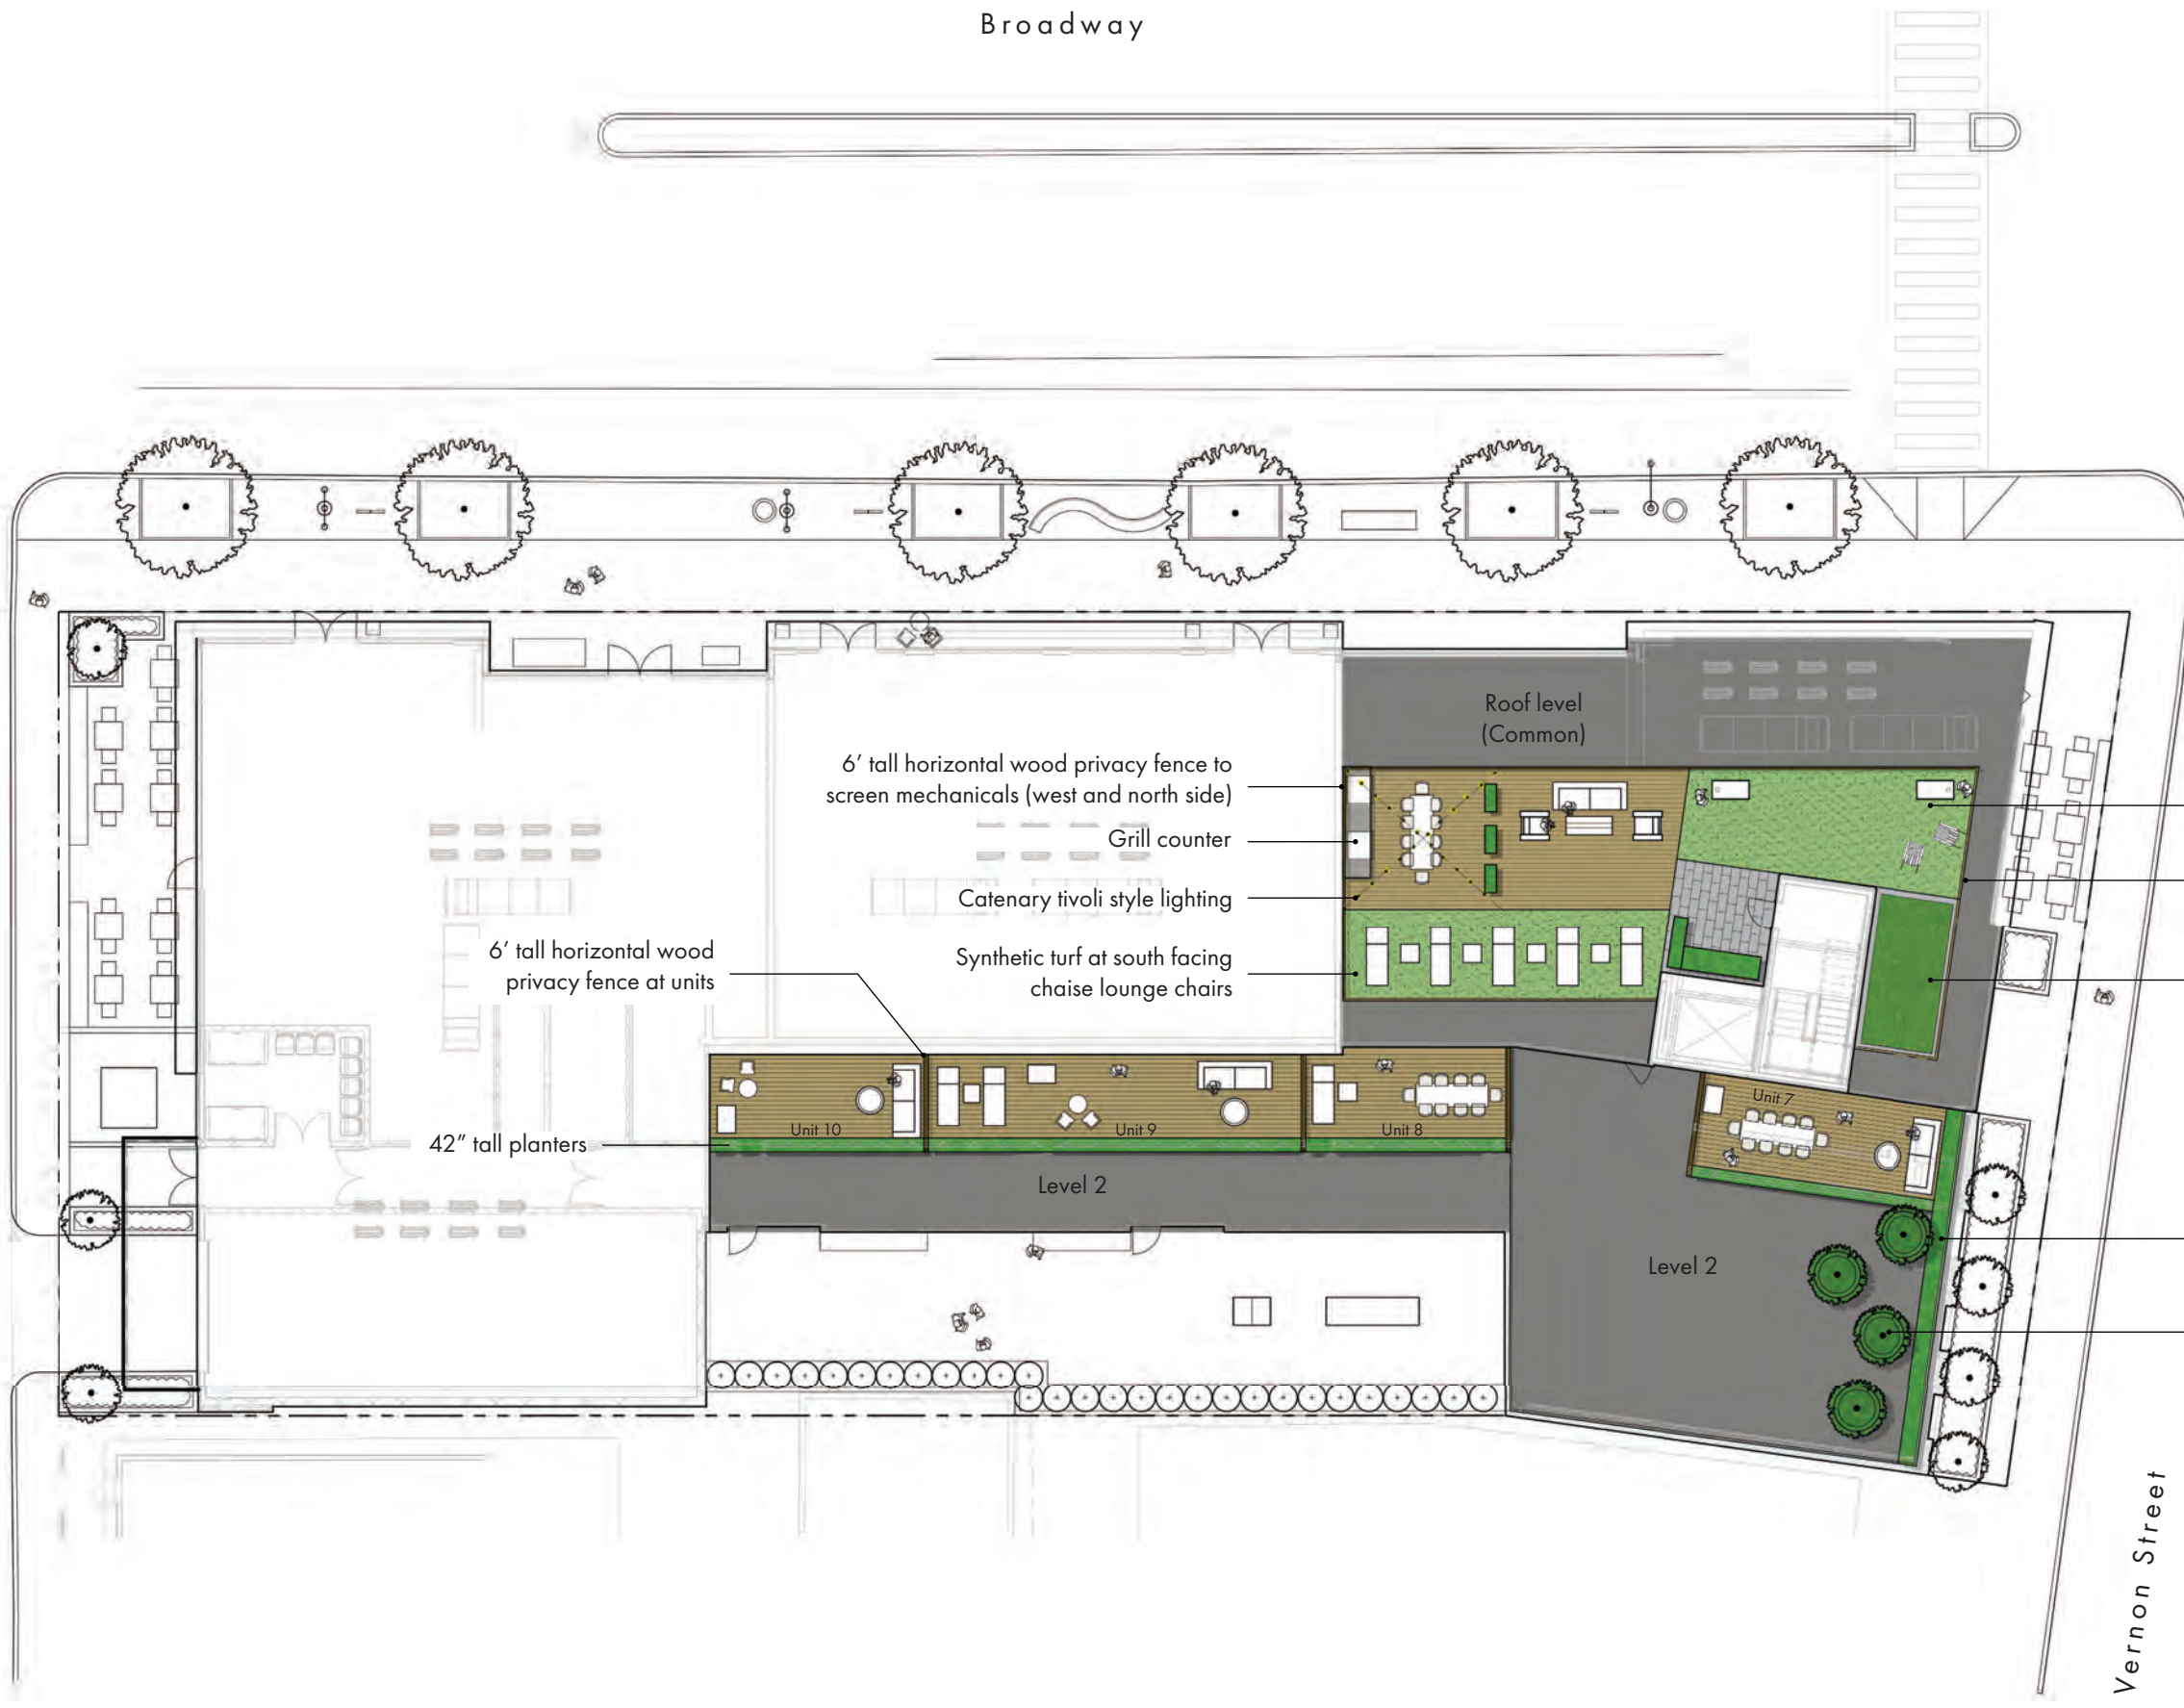 Broadway
Roof level
(Common)
6’ tall horizontal wood privacy fence to
screen mechanicals (west and north side)
Grill counter
Catenary tivoli style lighting
Synthetic turf at south facing
chaise lounge chairs
6’ tall horizontal wood
privacy fence at units
42” tall planters
Unit 10
Unit 9
Unit 8
Unit 7
Level 2
Level 2
Vernon Street